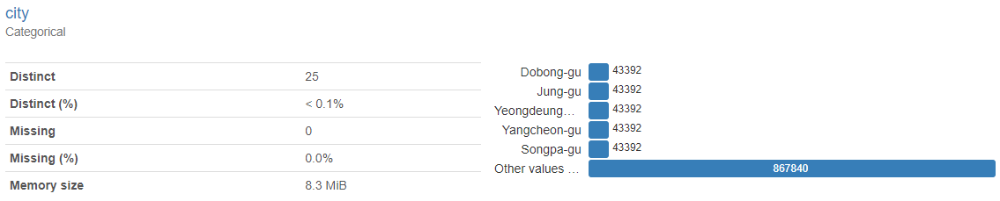 city
Categorical
Distinct 25
Distinct (%) < 0.1%
Missing 0
Missing (%) 0.0%
Memory size 8.3 MiB
Dobong-gu 43392
Jung-gu 43392
Yeongdeung… 43392
Yangcheon-gu 43392
Songpa-gu 43392
Other values … 867840